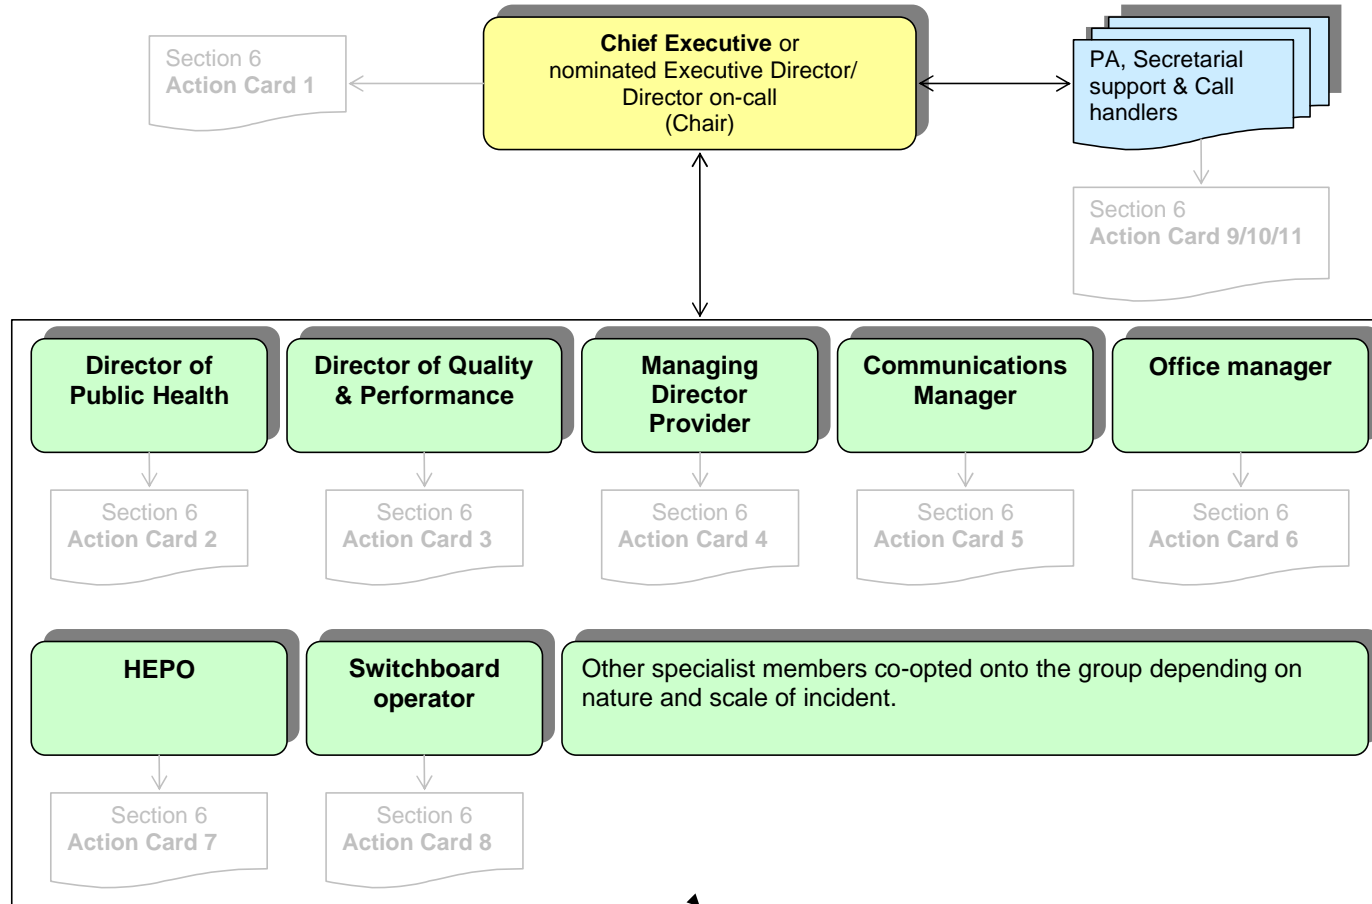 Section 6
Action Card 1
Chief Executive or
nominated Executive Director/
Director on-call
(Chair)
PA, Secretarial
support & Call
handlers
Section 6
Action Card 9/10/11
Director of
Public Health
Director of Quality
& Performance
Managing
Director
Provider
Communications
Manager
Office manager
Section 6
Action Card 2
Section 6
Action Card 3
Section 6
Action Card 4
Section 6
Action Card 5
Section 6
Action Card 6
HEPO
Switchboard
operator
Other specialist members co-opted onto the group depending on
nature and scale of incident.
Section 6
Action Card 7
Section 6
Action Card 8